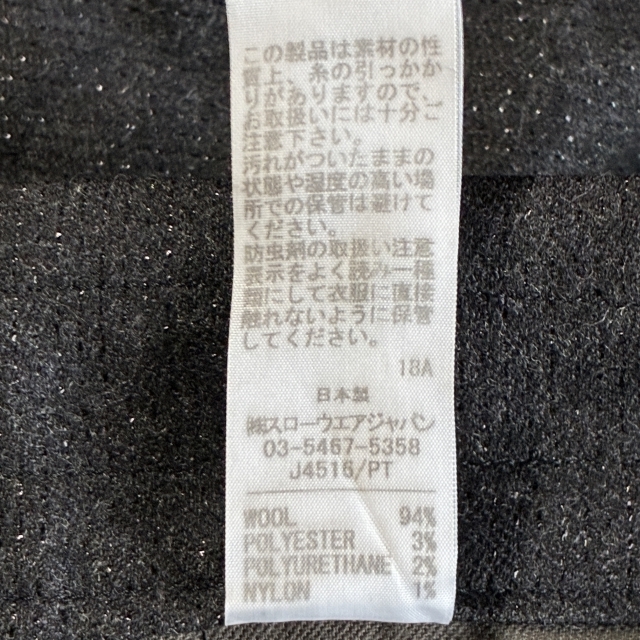 この製品は素材の性
質上、糸の引っかか
りがありますので、
お取扱いには十分ご
注意下さい。
汚れがついたままの
状態や湿度の高い場
所での保管は避けて
ください。
防虫剤の取扱い注意
表示をよく読み一種
類にして衣服に直接
触れないように保管
してください。
18A
日本製
㈱スローウエアジャパン
03-5467-5358
J4516/PT
WOOL 94%
POLYESTER 3%
POLYURETHANE 2%
NYLON 1%